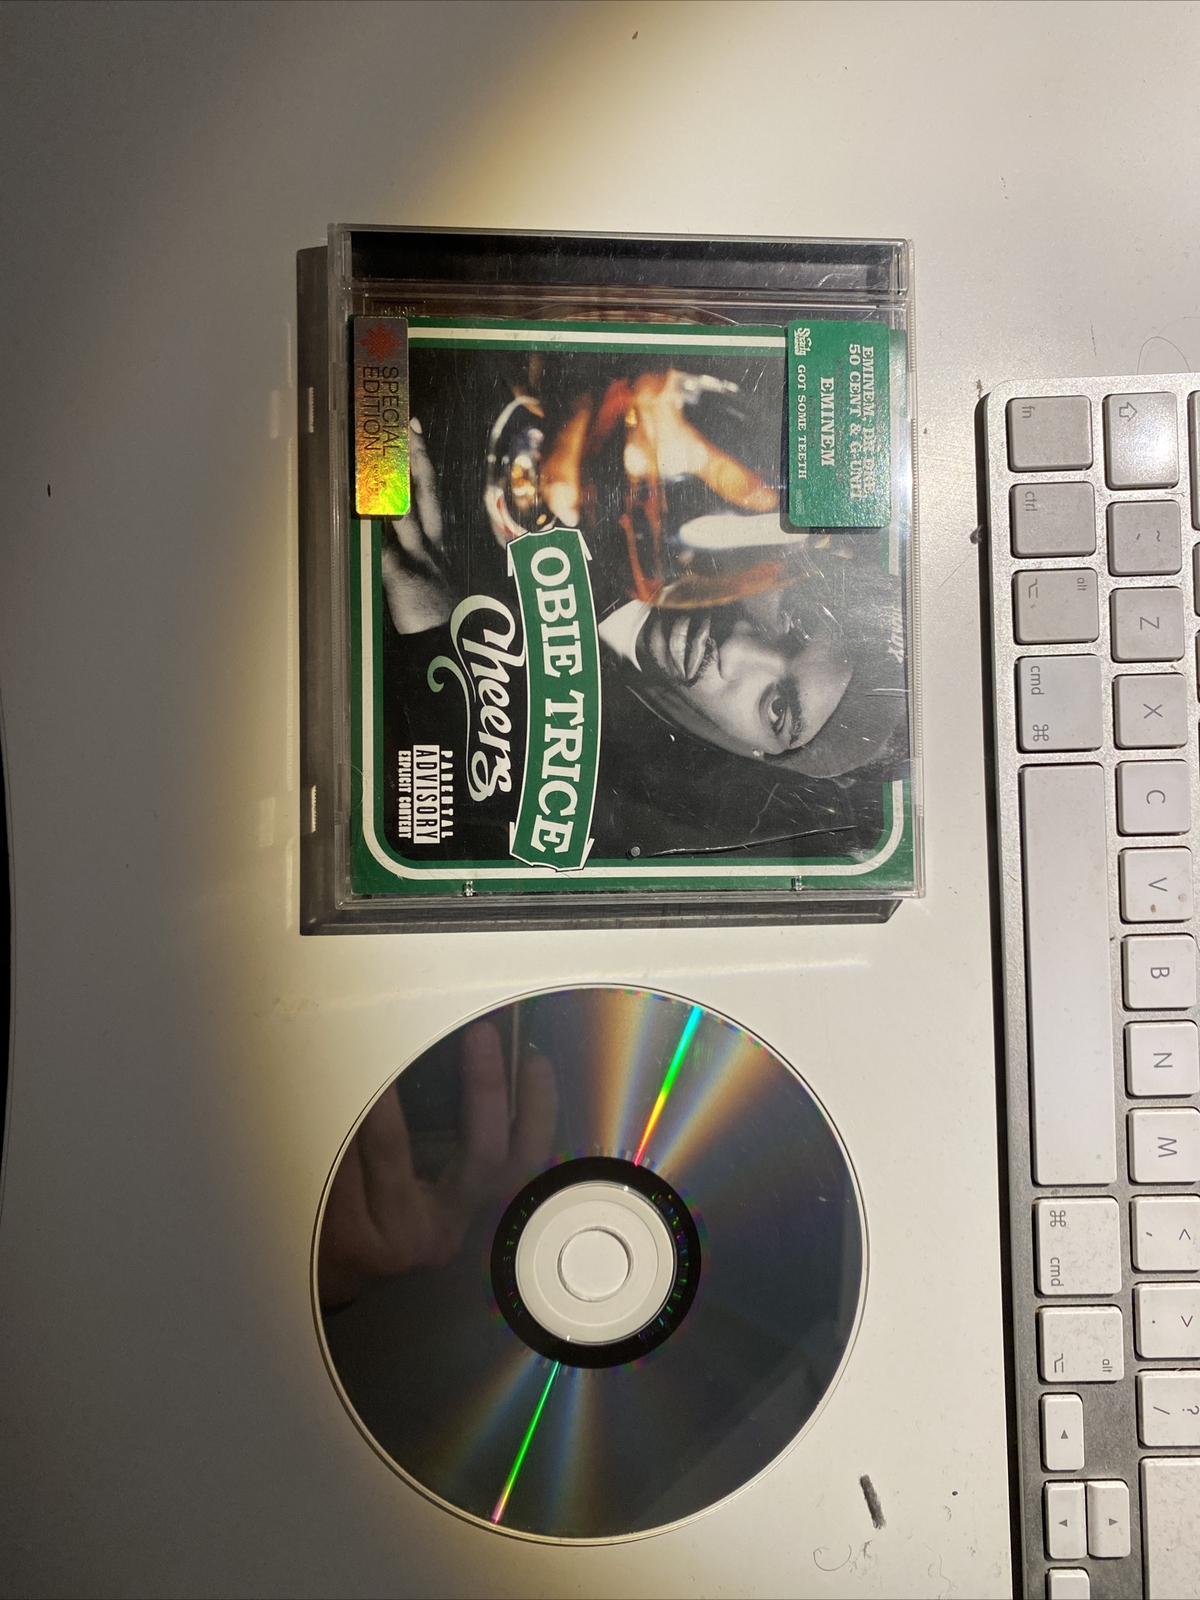 EMINEM, DR. DRE,
50 CENT & G UNIT
EMINEM
GOT SOME TEETH
Shady
SPECIAL
EDITION
OBIE TRICE
Cheers
PARENTAL
ADVISORY
EXPLICIT CONTENT
fn
ctrl
alt
⌥
cmd
⌘
⇧
~
Z
X
C
V
B
N
M
<
,
>
.
?
/
⌘
cmd
alt
⌥